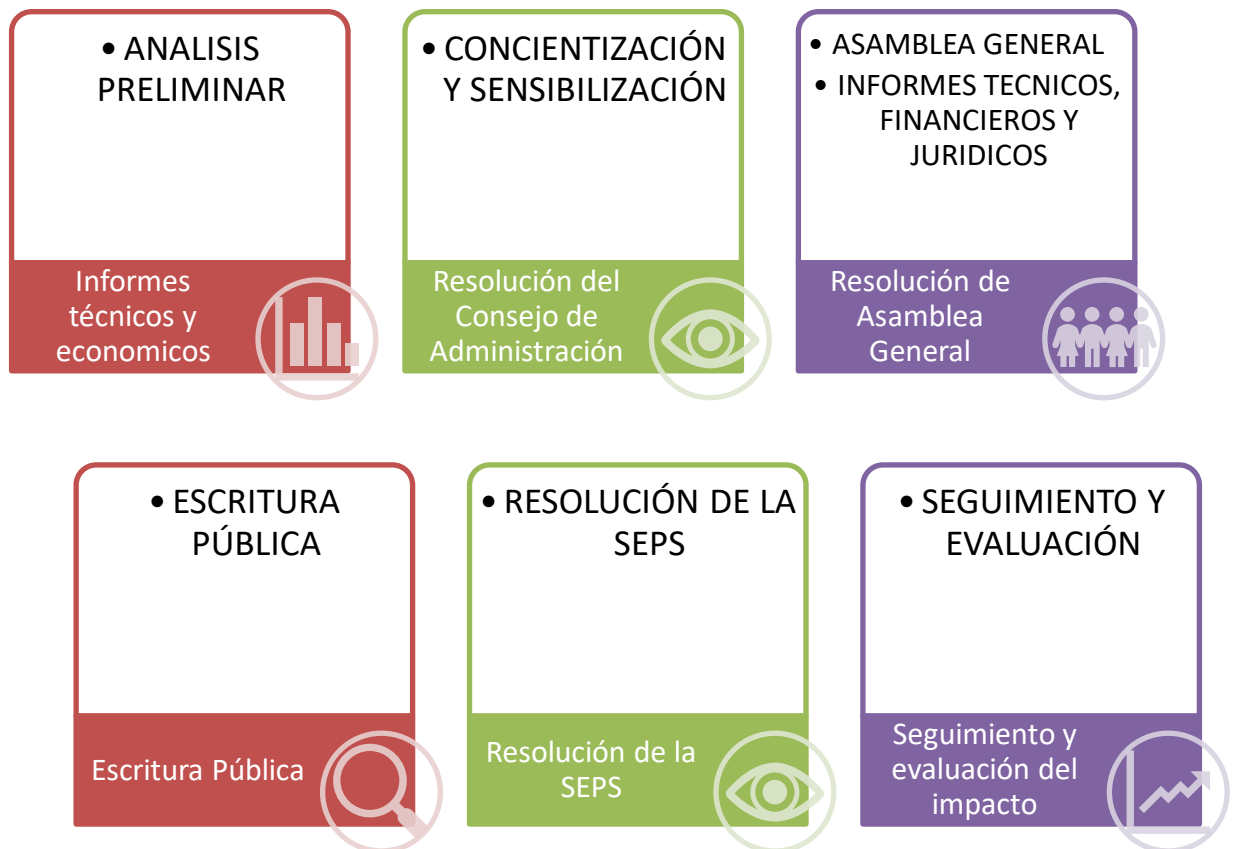 • ANALISIS
PRELIMINAR
Informes
técnicos y
economicos
• CONCIENTIZACIÓN
Y SENSIBILIZACIÓN
Resolución del
Consejo de
Administración
• ASAMBLEA GENERAL
• INFORMES TECNICOS,
FINANCIEROS Y
JURIDICOS
Resolución de
Asamblea
General
• ESCRITURA
PÚBLICA
Escritura Pública
• RESOLUCIÓN DE LA
SEPS
Resolución de la
SEPS
• SEGUIMIENTO Y
EVALUACIÓN
Seguimiento y
evaluación del
impacto